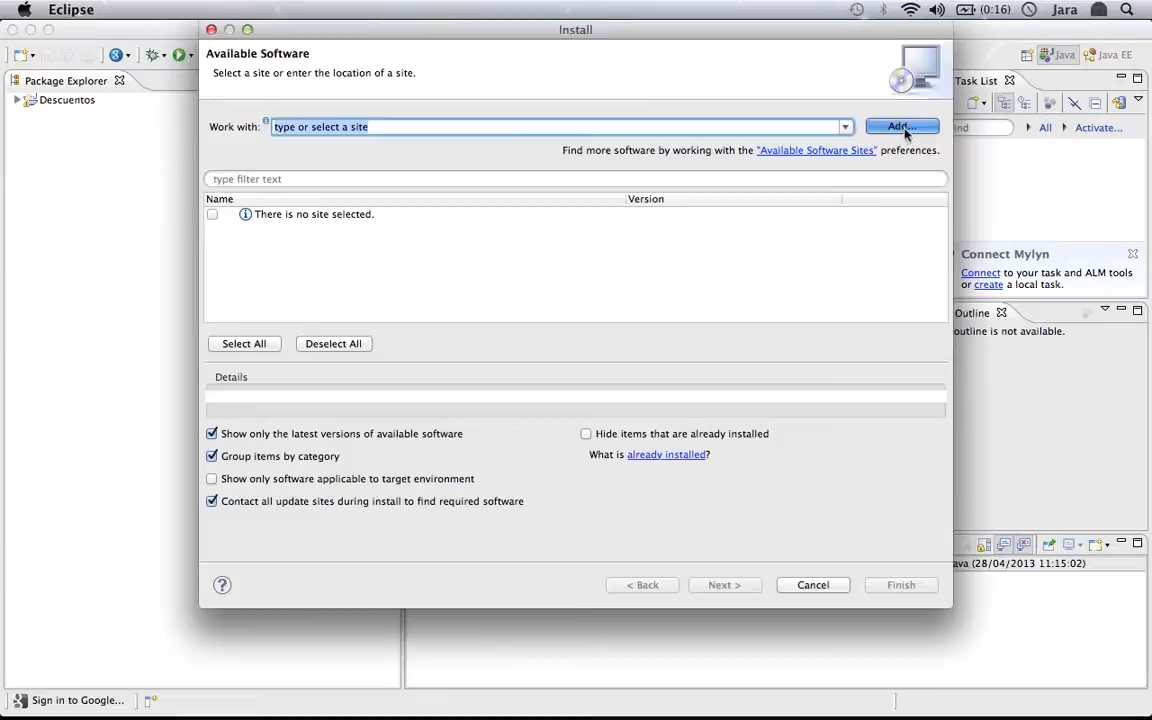 Eclipse
(0:16)
Jara
Install
Available Software
Select a site or enter the location of a site.
Package Explorer
Descuentos
Java
Java EE
Task List
Work with:
type or select a site
Add...
All
Activate...
Find more software by working with the "Available Software Sites" preferences.
type filter text
Name
Version
There is no site selected.
Connect Mylyn
Connect to your task and ALM tools
or create a local task.
Outline
outline is not available.
Select All
Deselect All
Details
Show only the latest versions of available software
Hide items that are already installed
Group items by category
What is already installed?
Show only software applicable to target environment
Contact all update sites during install to find required software
ava (28/04/2013 11:15:02)
?
< Back
Next >
Cancel
Finish
Sign in to Google...